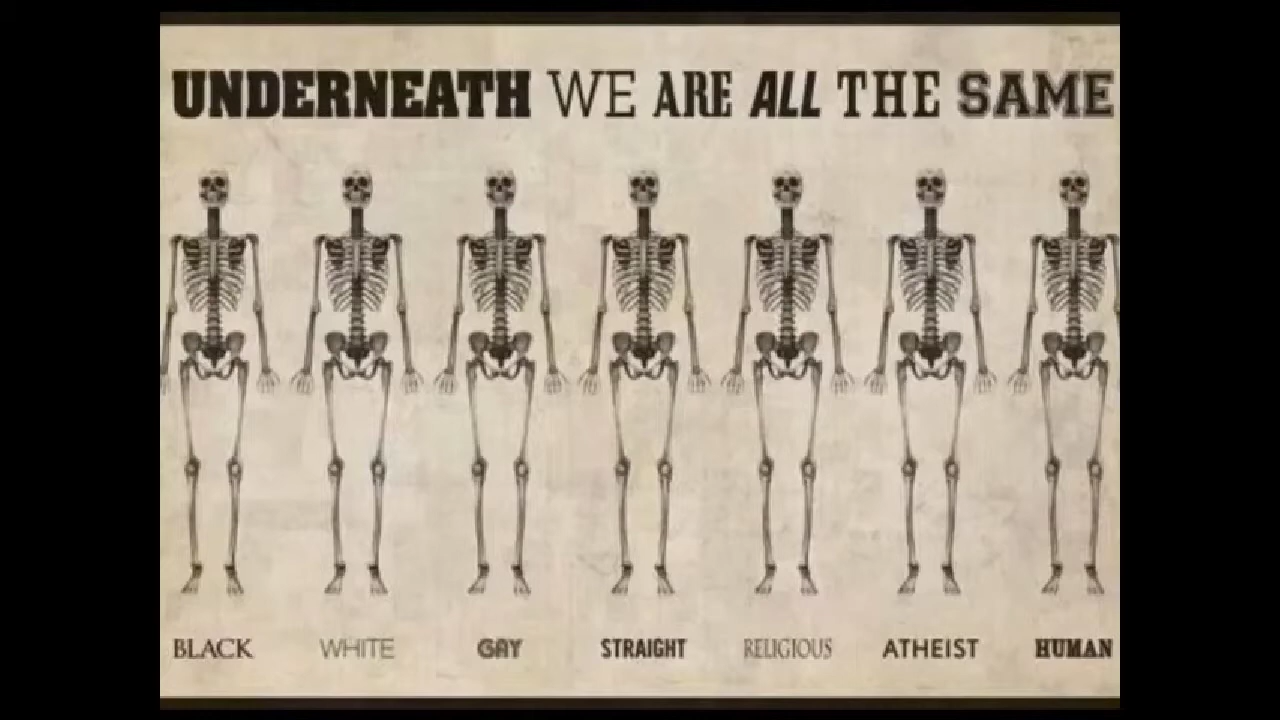 UNDERNEATH WE ARE ALL THE SAME
BLACK WHITE GAY STRAIGHT RELIGIOUS ATHEIST HUMAN